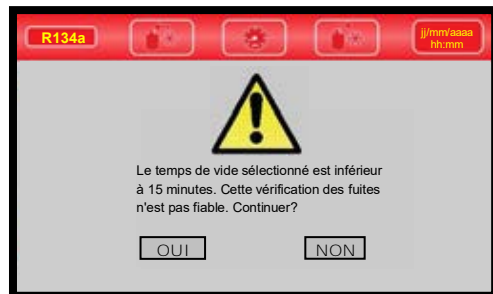 R134a
jj/mm/aaaa
hh:mm
Le temps de vide sélectionné est inférieur
à 15 minutes. Cette vérification des fuites
n'est pas fiable. Continuer?
OUI NON